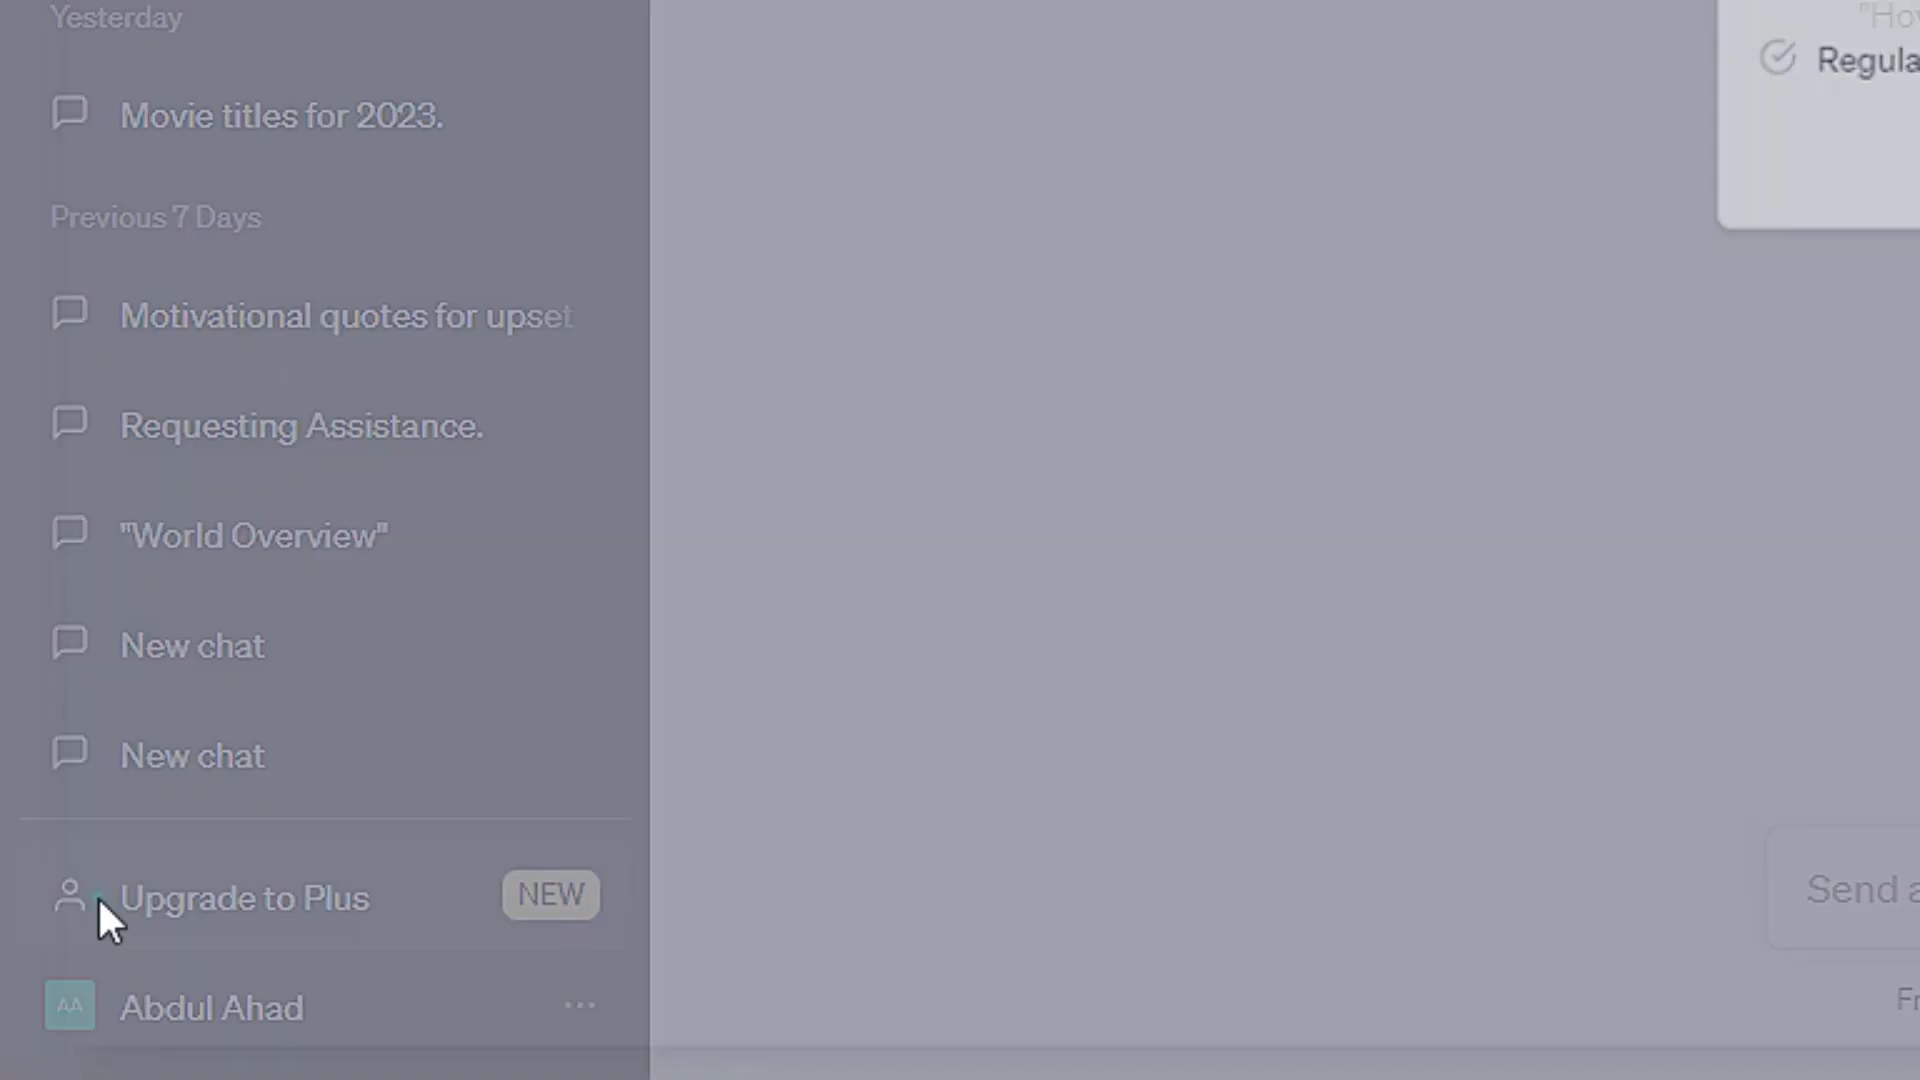 Yesterday
Movie titles for 2023.
Previous 7 Days
Motivational quotes for upset
Requesting Assistance.
"World Overview"
New chat
New chat
Upgrade to Plus
NEW
AA
Abdul Ahad
Send a